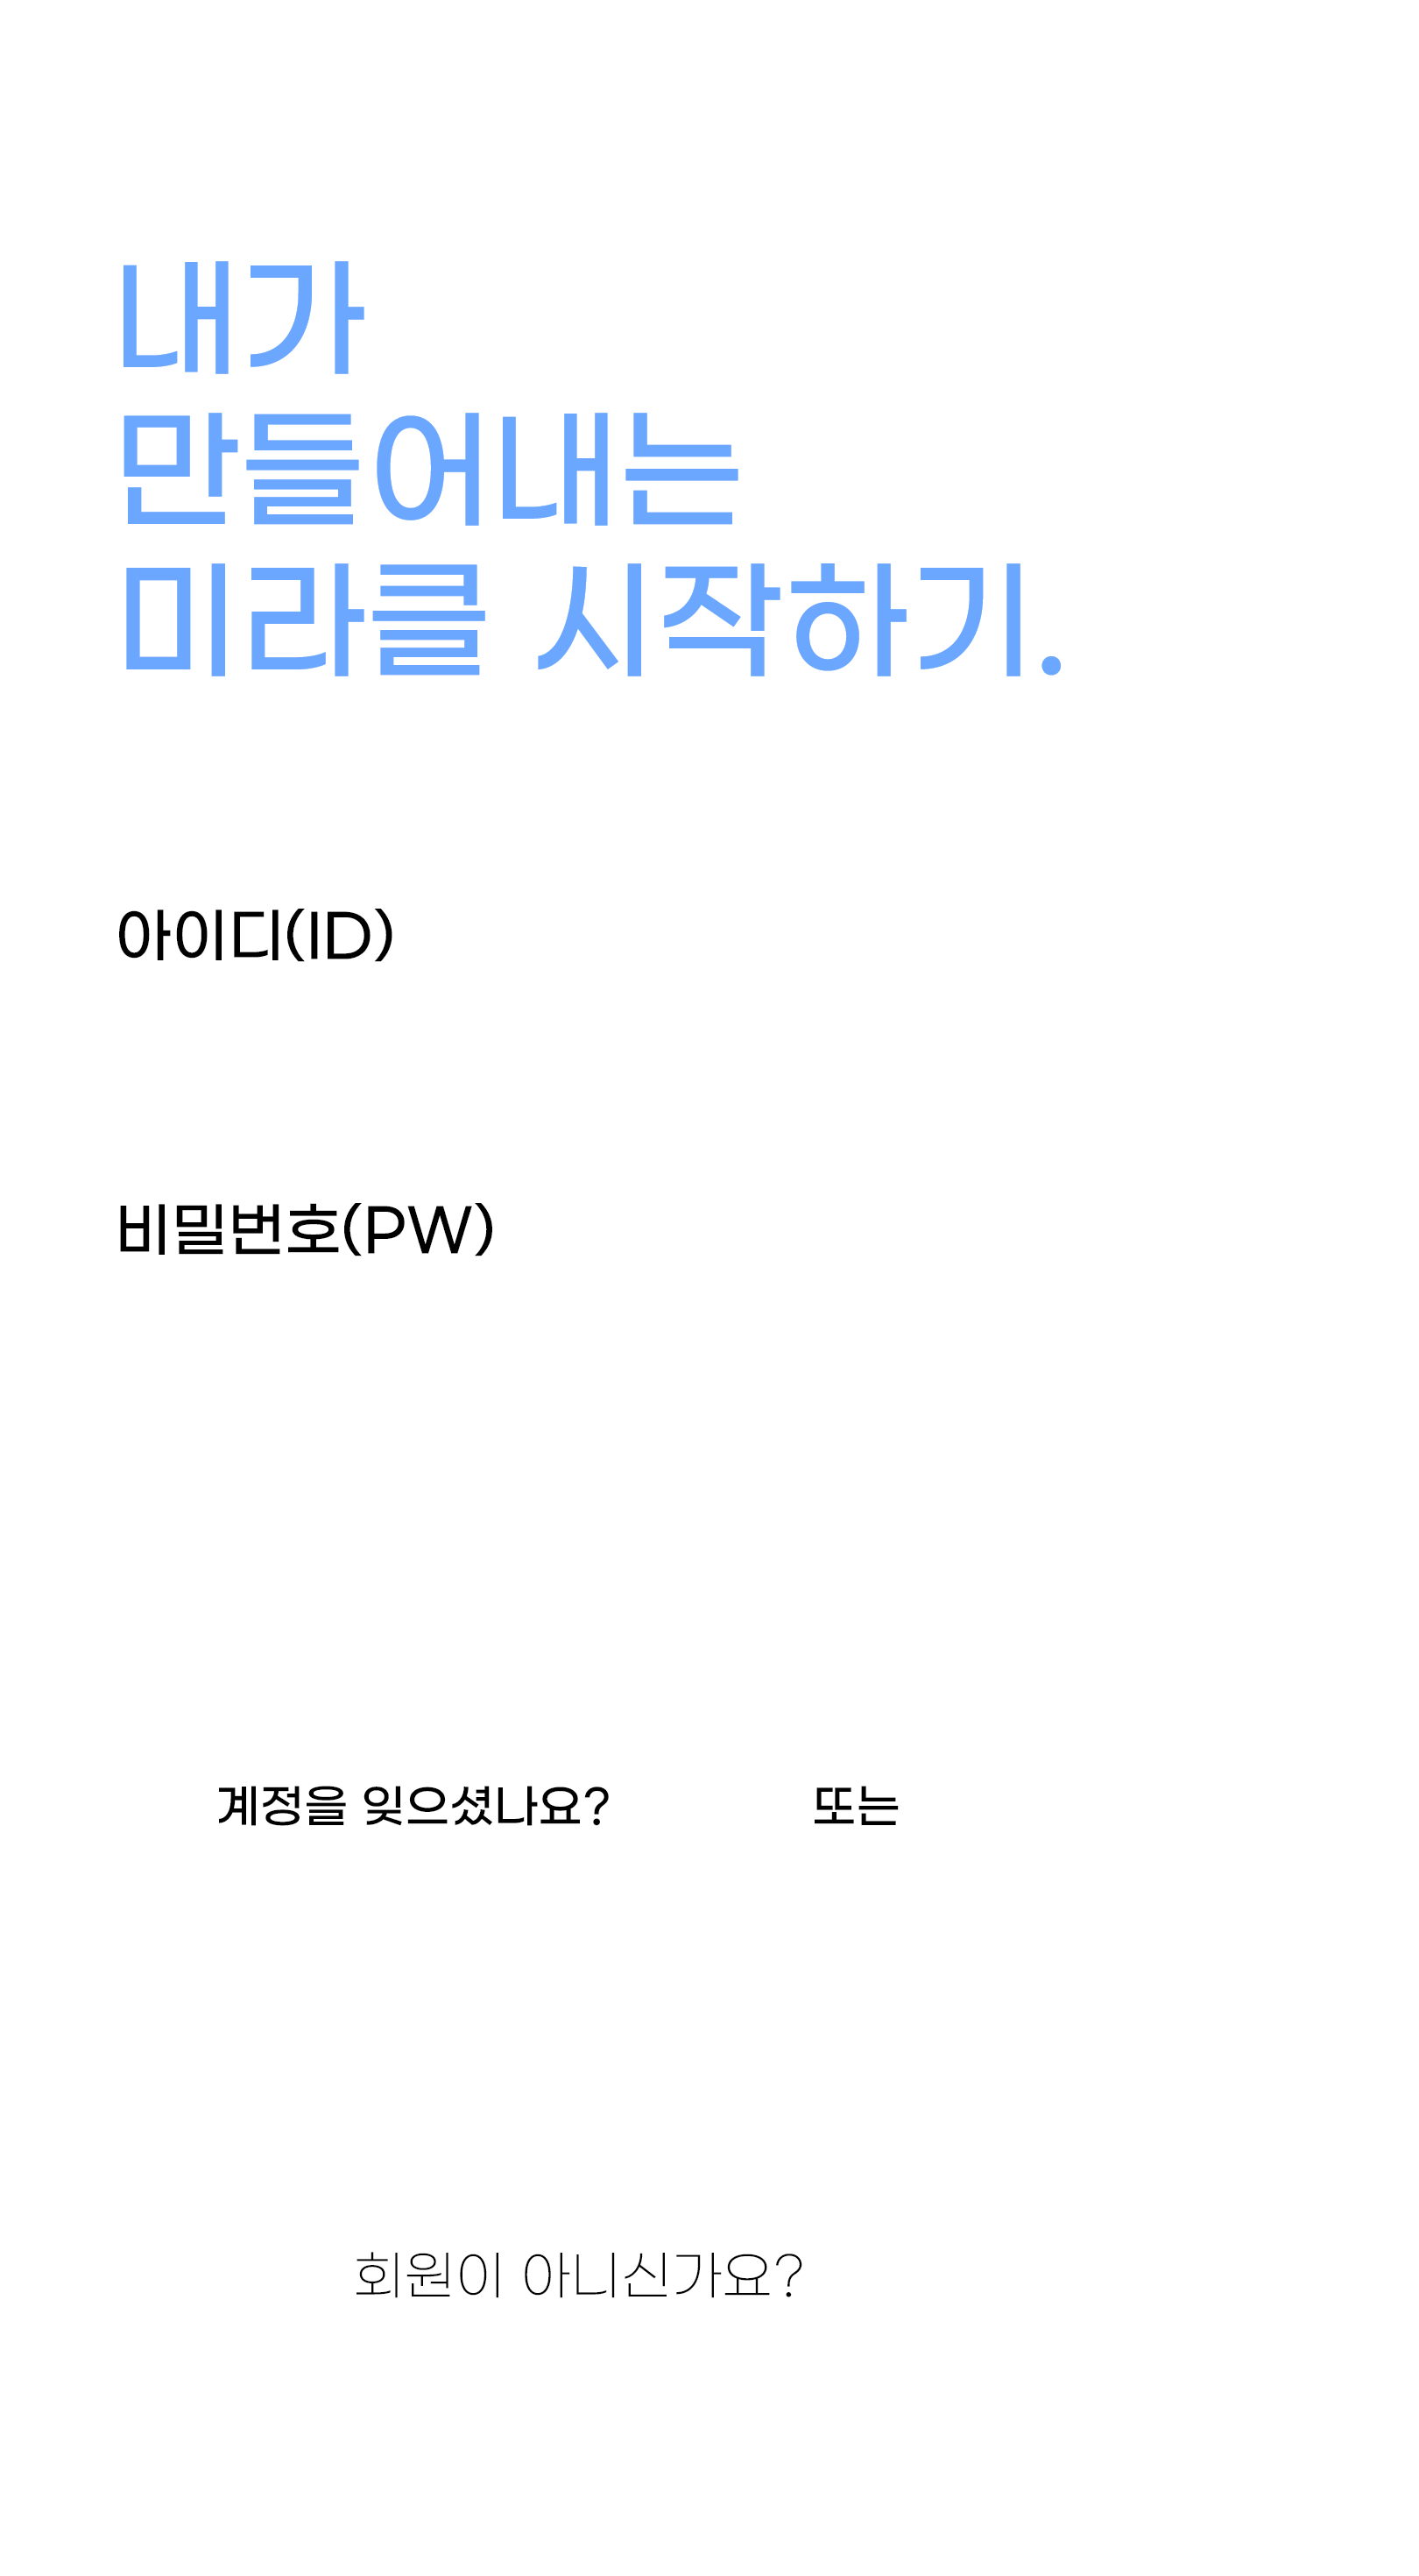 내가
만들어내는
미라클 시작하기.
아이디(ID)
비밀번호(PW)
계정을 잊으셨나요? 또는
회원이 아니신가요?